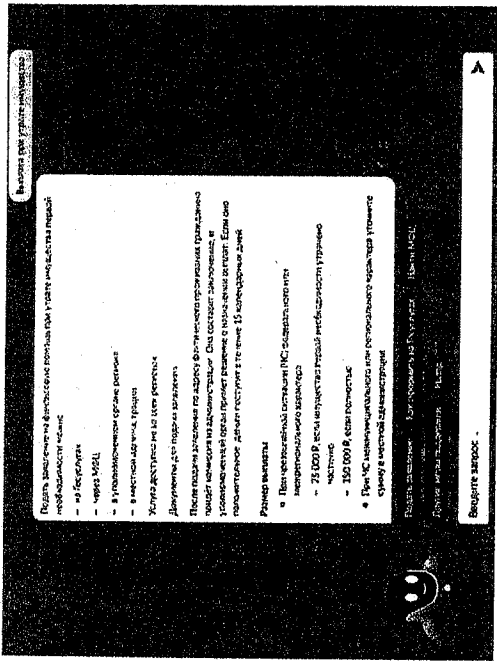 Выплата при утрате имущества
Подать заявление на финансовую помощь при утрате имущества первой
необходимости можно:
– на Госуслугах
– через МФЦ
– в уполномоченном органе региона
– в местной администрации
Услуга доступна не во всех регионах
Документы для подачи заявления
После подачи заявления по адресу фактического проживания гражданина
придёт комиссия из администрации. Она составит заключение, и
уполномоченный орган примет решение о назначении выплат. Если оно
положительное, деньги поступят в течение 15 календарных дней
Размер выплаты
При чрезвычайной ситуации (ЧС) федерального или
межрегионального характера
– 75 000 ₽, если имущество первой необходимости утрачено
частично
– 150 000 ₽, если полностью
При ЧС межмуниципального или регионального характера уточните
сумму в местной администрации
Подать заявление
Найти МФЦ
Введите запрос